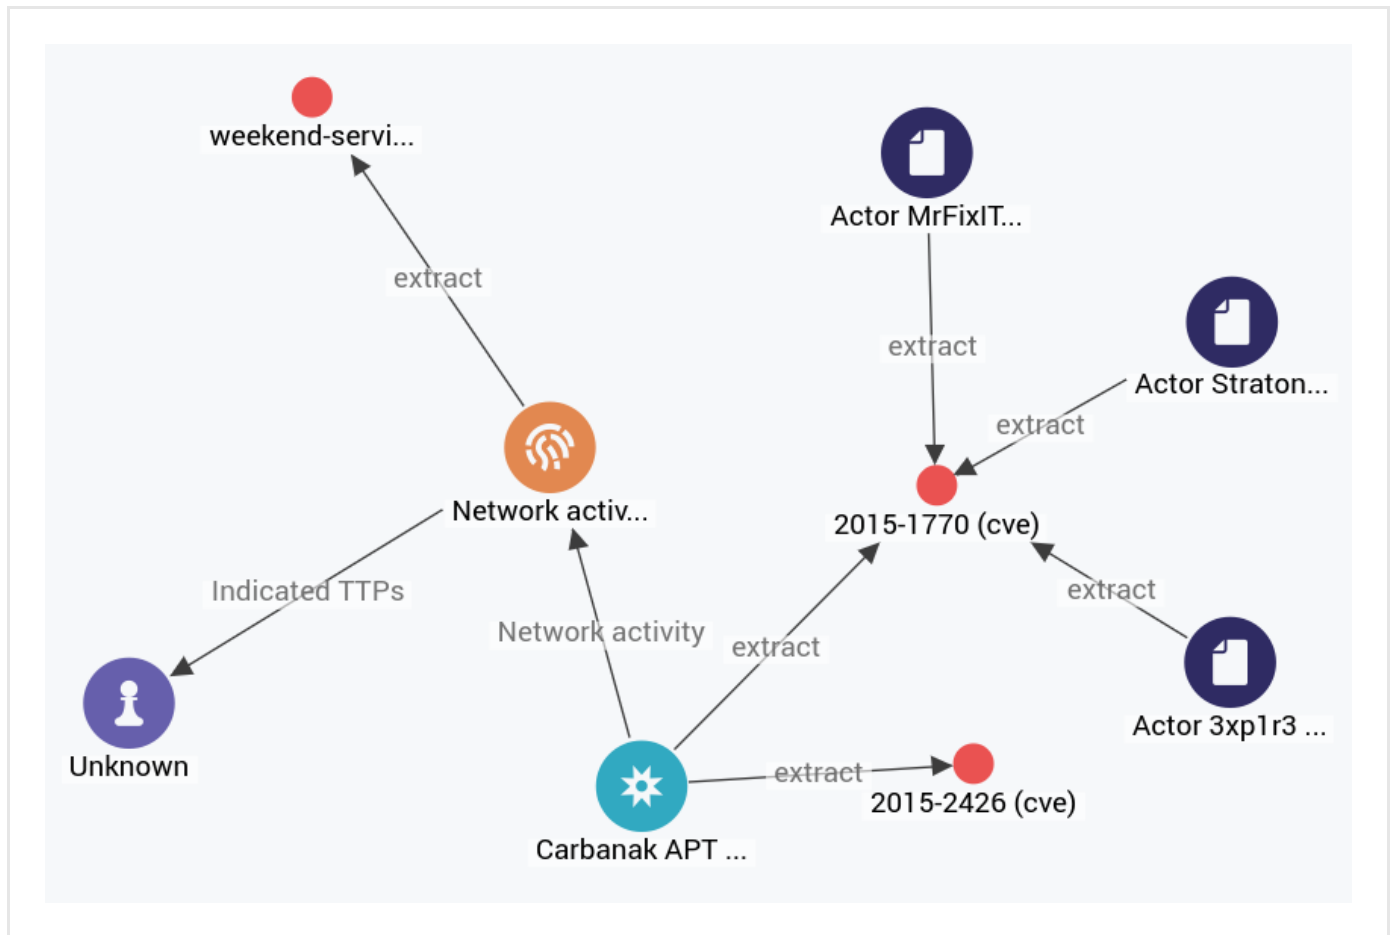 weekend-servi...
Actor MrFixIT...
extract
extract
Actor Straton...
extract
Network activ...
2015-1770 (cve)
Indicated TTPs
extract
Network activity
extract
Actor 3xp1r3 ...
Unknown
extract
2015-2426 (cve)
Carbanak APT ...